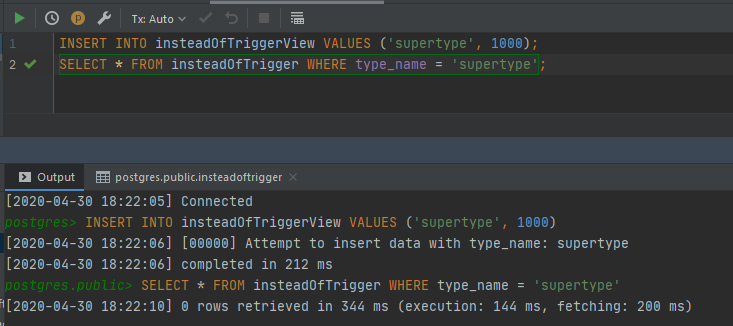 Tx: Auto
1 INSERT INTO insteadOfTriggerView VALUES ('supertype', 1000);
2 SELECT * FROM insteadOfTrigger WHERE type_name = 'supertype';
Output postgres.public.insteadoftrigger
[2020-04-30 18:22:05] Connected
postgres> INSERT INTO insteadOfTriggerView VALUES ('supertype', 1000)
[2020-04-30 18:22:06] [00000] Attempt to insert data with type_name: supertype
[2020-04-30 18:22:06] completed in 212 ms
postgres.public> SELECT * FROM insteadOfTrigger WHERE type_name = 'supertype'
[2020-04-30 18:22:10] 0 rows retrieved in 344 ms (execution: 144 ms, fetching: 200 ms)